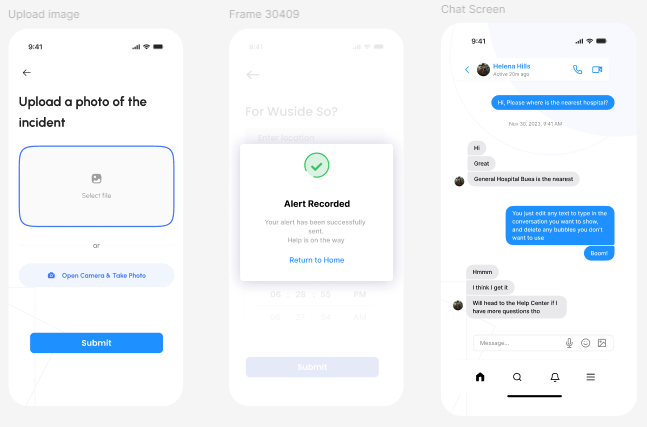 Upload image
9:41
Upload a photo of the
incident
Select file
or
Open Camera & Take Photo
Submit
Frame 30409
9:41
For Wuside So?
Enter location
Alert Recorded
Your alert has been successfully
sent.
Help is on the way
Return to Home
08 : 28 : 55 PM
Submit
Chat Screen
9:41
Helena Hills
Active 20m ago
Hi, Please where is the nearest hospital?
Nov 30, 2023, 9:41 AM
Hi
Great
General Hospital Buea is the nearest
You just edit any text to type in the
conversation you want to show,
and delete any bubbles you don't
want to use
Boom!
Hmmm
I think I get it
Will head to the Help Center if I
have more questions tho
Message...